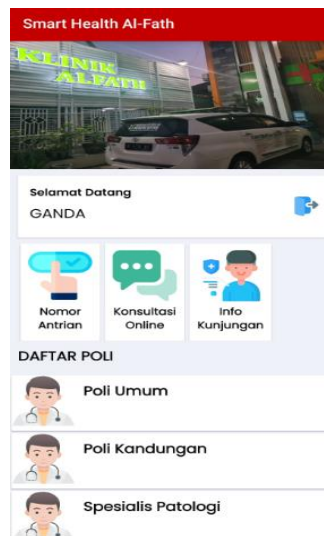 Smart Health Al-Fath
KLINIK
ALFATH
Selamat Datang
GANDA
Nomor
Antrian
Konsultasi
Online
Info
Kunjungan
DAFTAR POLI
Poli Umum
Poli Kandungan
Spesialis Patologi